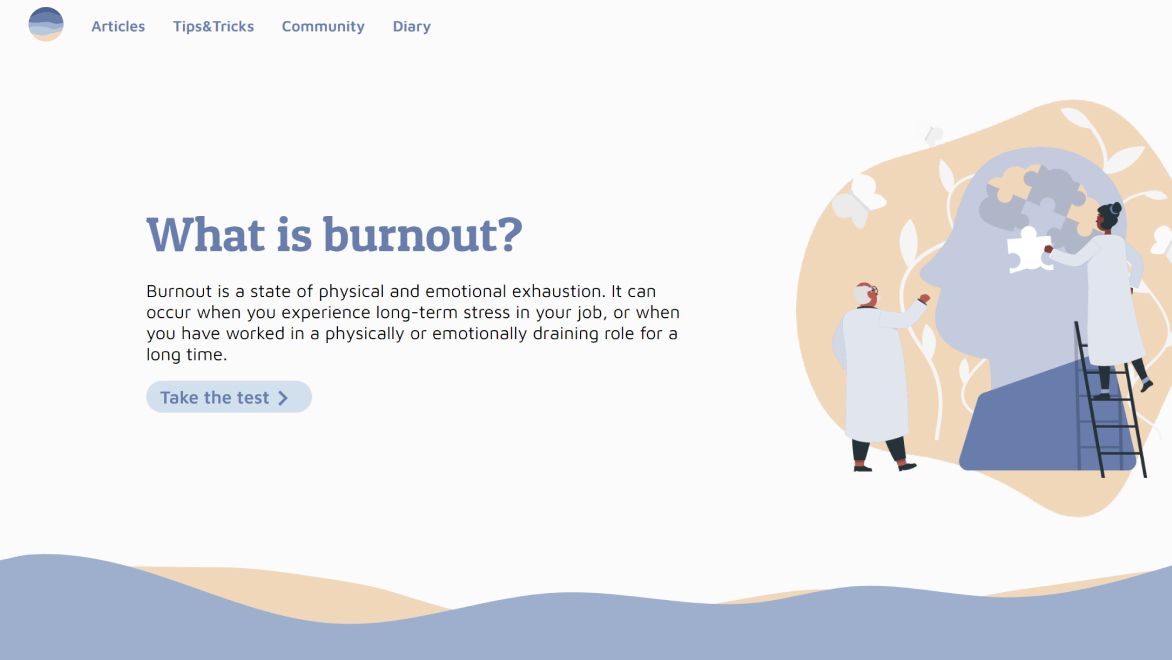 Articles Tips&Tricks Community Diary
What is burnout?
Burnout is a state of physical and emotional exhaustion. It can
occur when you experience long-term stress in your job, or when
you have worked in a physically or emotionally draining role for a
long time.
Take the test